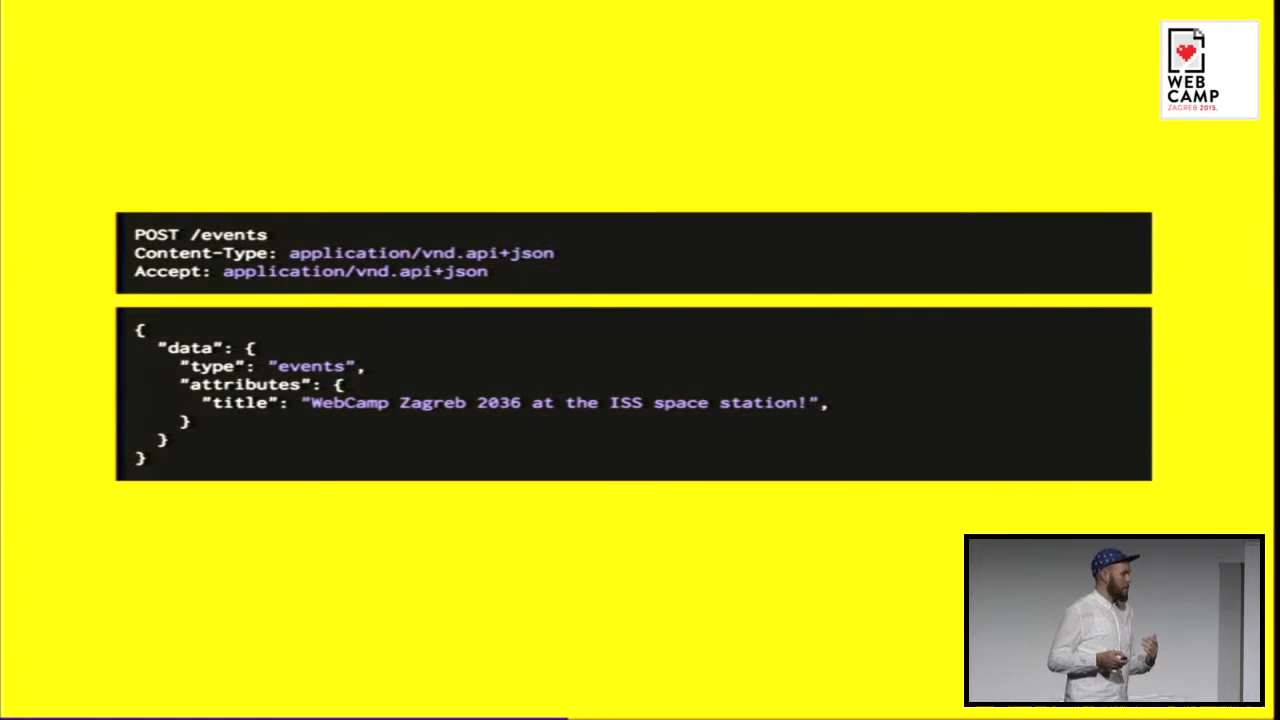 WEB
CAMP
ZAGREB 2015.
POST /events
Content-Type: application/vnd.api+json
Accept: application/vnd.api+json
{
"data": {
"type": "events",
"attributes": {
"title": "WebCamp Zagreb 2036 at the ISS space station!",
}
}
}